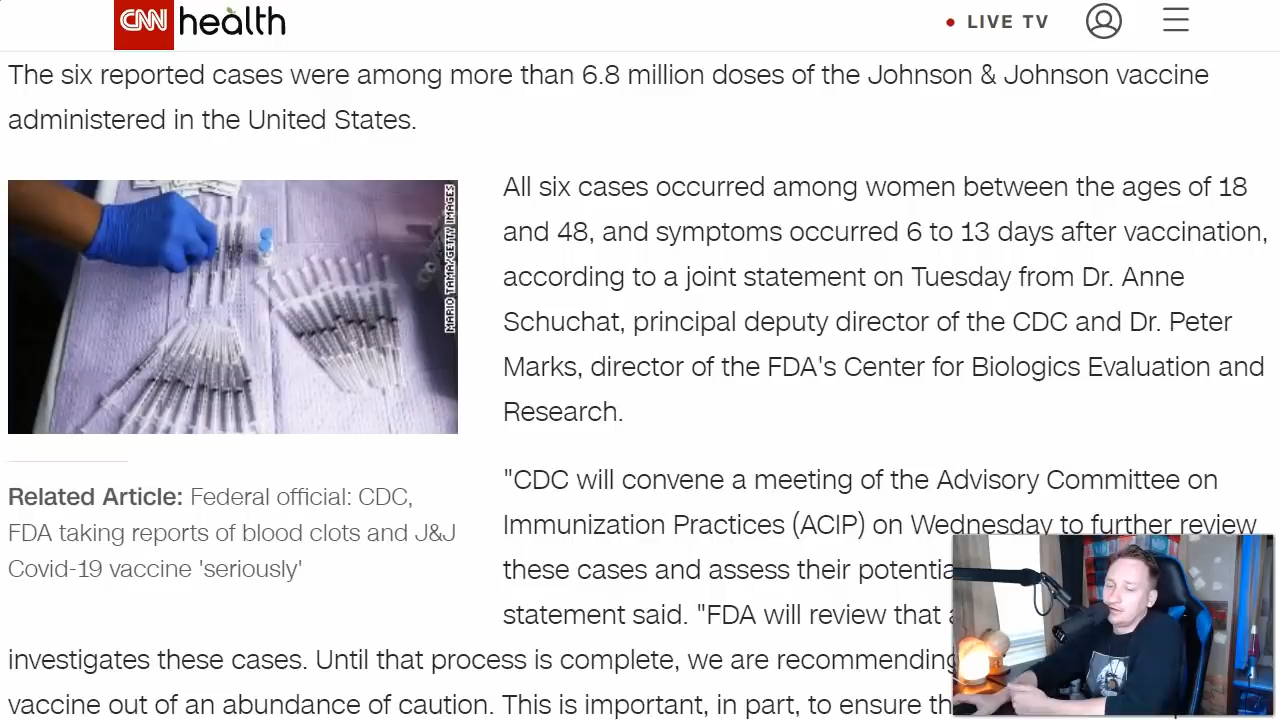 CNN health
LIVE TV
The six reported cases were among more than 6.8 million doses of the Johnson & Johnson vaccine
administered in the United States.
MARIO TAMA/GETTY IMAGES
All six cases occurred among women between the ages of 18
and 48, and symptoms occurred 6 to 13 days after vaccination,
according to a joint statement on Tuesday from Dr. Anne
Schuchat, principal deputy director of the CDC and Dr. Peter
Marks, director of the FDA's Center for Biologics Evaluation and
Research.
Related Article: Federal official: CDC,
FDA taking reports of blood clots and J&J
Covid-19 vaccine 'seriously'
"CDC will convene a meeting of the Advisory Committee on
Immunization Practices (ACIP) on Wednesday to further review
these cases and assess their
statement said. "FDA will review that
investigates these cases. Until that process is complete, we are recommending
vaccine out of an abundance of caution. This is important, in part, to ensure